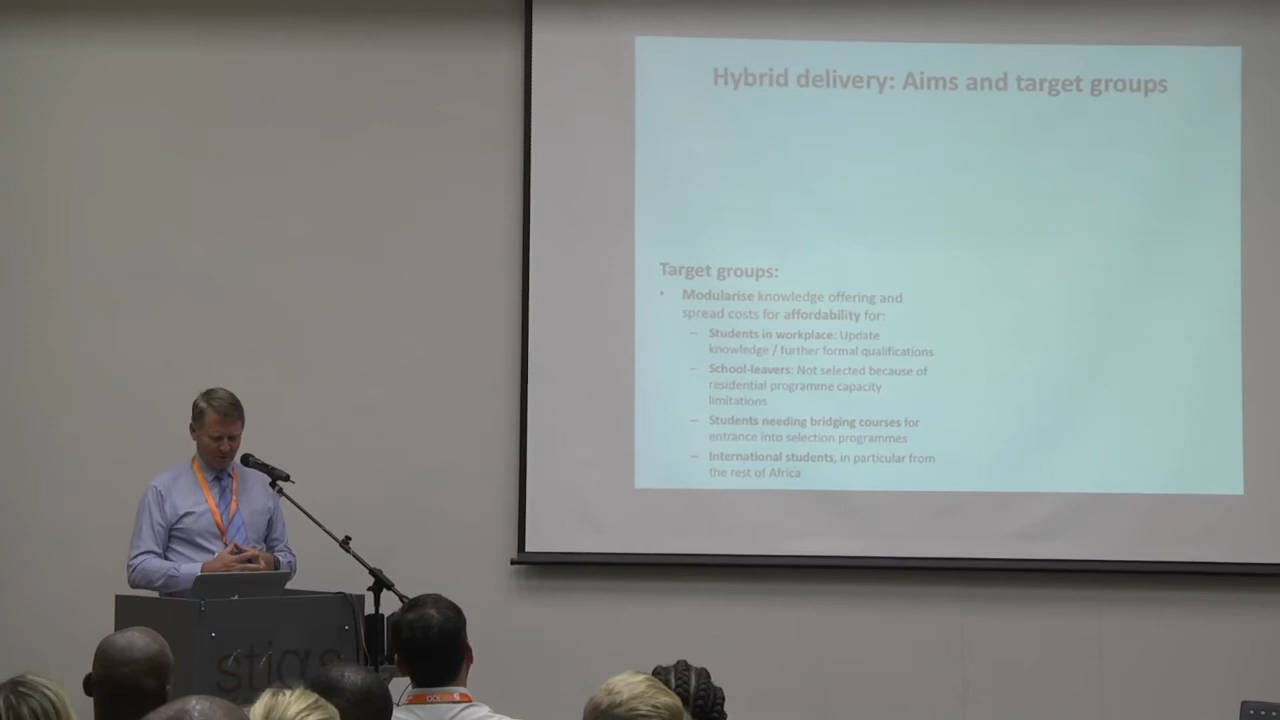 Hybrid delivery: Aims and target groups
Target groups:
• Modularise knowledge offering and
spread costs for affordability for:
– Students in workplace: Update
knowledge / further formal qualifications
– School-leavers: Not selected because of
residential programme capacity
limitations
– Students needing bridging courses for
entrance into selection programmes
– International students, in particular from
the rest of Africa
stias